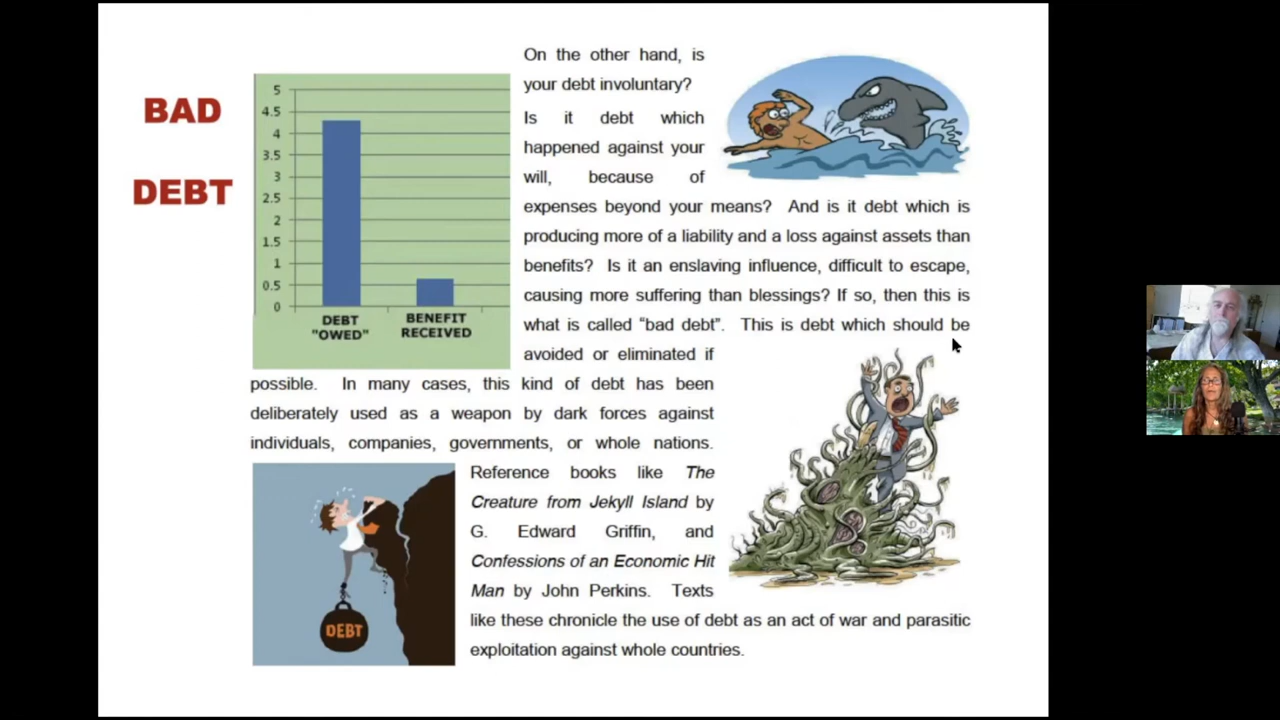 BAD
DEBT
5
4.5
4
3.5
3
2.5
2
1.5
1
0.5
0
DEBT
"OWED"
BENEFIT
RECEIVED
On the other hand, is
your debt involuntary?
Is it debt which
happened against your
will, because of
expenses beyond your means? And is it debt which is
producing more of a liability and a loss against assets than
benefits? Is it an enslaving influence, difficult to escape,
causing more suffering than blessings? If so, then this is
what is called “bad debt”. This is debt which should be
avoided or eliminated if
possible. In many cases, this kind of debt has been
deliberately used as a weapon by dark forces against
individuals, companies, governments, or whole nations.
Reference books like The
Creature from Jekyll Island by
G. Edward Griffin, and
Confessions of an Economic Hit
Man by John Perkins. Texts
like these chronicle the use of debt as an act of war and parasitic
exploitation against whole countries.
DEBT